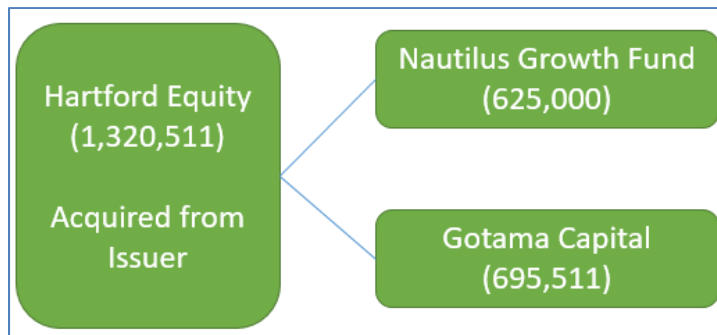 Hartford Equity
(1,320,511)
Acquired from
Issuer
Nautilus Growth Fund
(625,000)
Gotama Capital
(695,511)